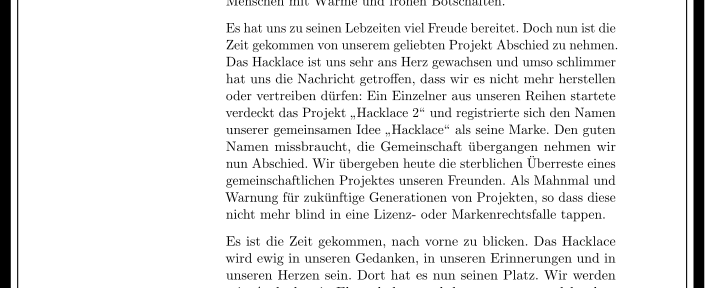 Menschen mit Wärme und frohen Botschaften.
Es hat uns zu seinen Lebzeiten viel Freude bereitet. Doch nun ist die
Zeit gekommen von unserem geliebten Projekt Abschied zu nehmen.
Das Hacklace ist uns sehr ans Herz gewachsen und umso schlimmer
hat uns die Nachricht getroffen, dass wir es nicht mehr herstellen
oder vertreiben dürfen: Ein Einzelner aus unseren Reihen startete
verdeckt das Projekt „Hacklace 2“ und registrierte sich den Namen
unserer gemeinsamen Idee „Hacklace“ als seine Marke. Den guten
Namen missbraucht, die Gemeinschaft übergangen nehmen wir
nun Abschied. Wir übergeben heute die sterblichen Überreste eines
gemeinschaftlichen Projektes unseren Freunden. Als Mahnmal und
Warnung für zukünftige Generationen von Projekten, so dass diese
nicht mehr blind in eine Lizenz- oder Markenrechtsfalle tappen.
Es ist die Zeit gekommen, nach vorne zu blicken. Das Hacklace
wird ewig in unseren Gedanken, in unseren Erinnerungen und in
unseren Herzen sein. Dort hat es nun seinen Platz. Wir werden